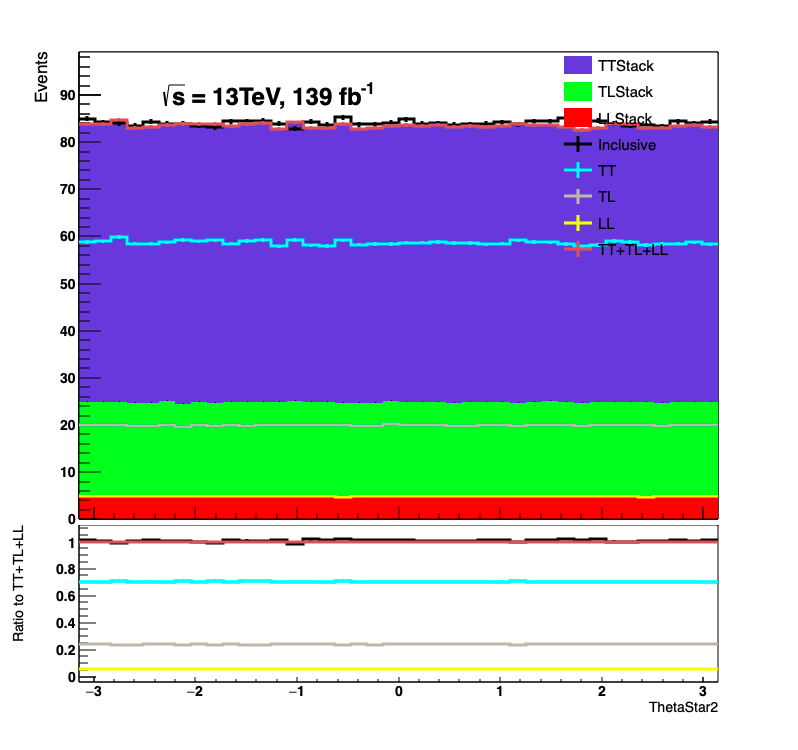 Events
√s = 13TeV, 139 fb-1
TTStack
TLStack
LLStack
Inclusive
TT
TL
LL
TT+TL+LL
90
80
70
60
50
40
30
20
10
0
Ratio to TT+TL+LL
1
0.8
0.6
0.4
0.2
0
−3 −2 −1 0 1 2 3
ThetaStar2